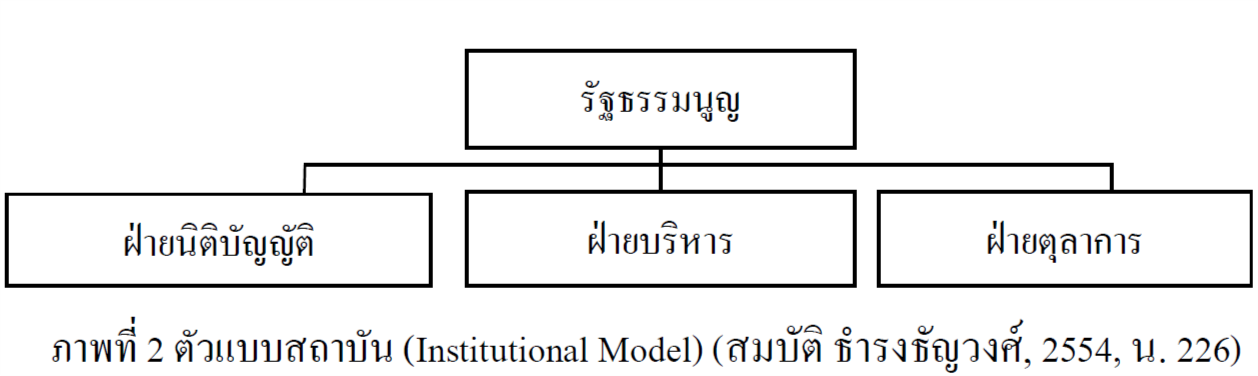 รัฐธรรมนูญ
ฝ่ายนิติบัญญัติ ฝ่ายบริหาร ฝ่ายตุลาการ
ภาพที่ 2 ตัวแบบสถาบัน (Institutional Model) (สมบัติ ธำรงธัญวงศ์, 2554, น. 226)